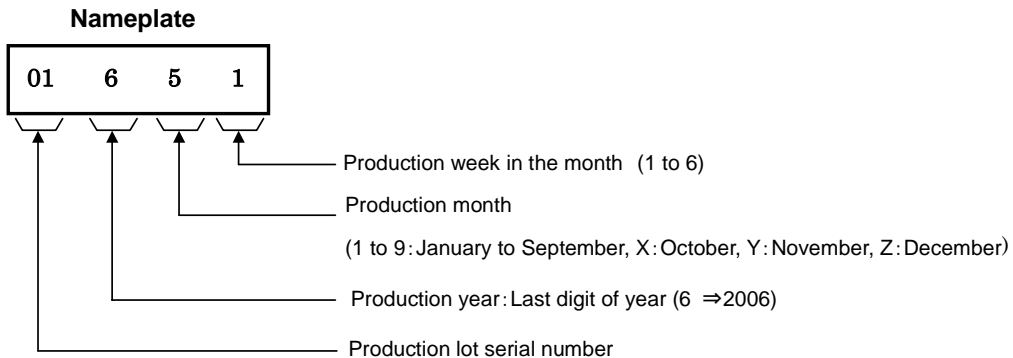 Nameplate
01 6 5 1
Production week in the month (1 to 6)
Production month
(1 to 9:January to September, X:October, Y:November, Z:December)
Production year:Last digit of year (6 ⇒2006)
Production lot serial number